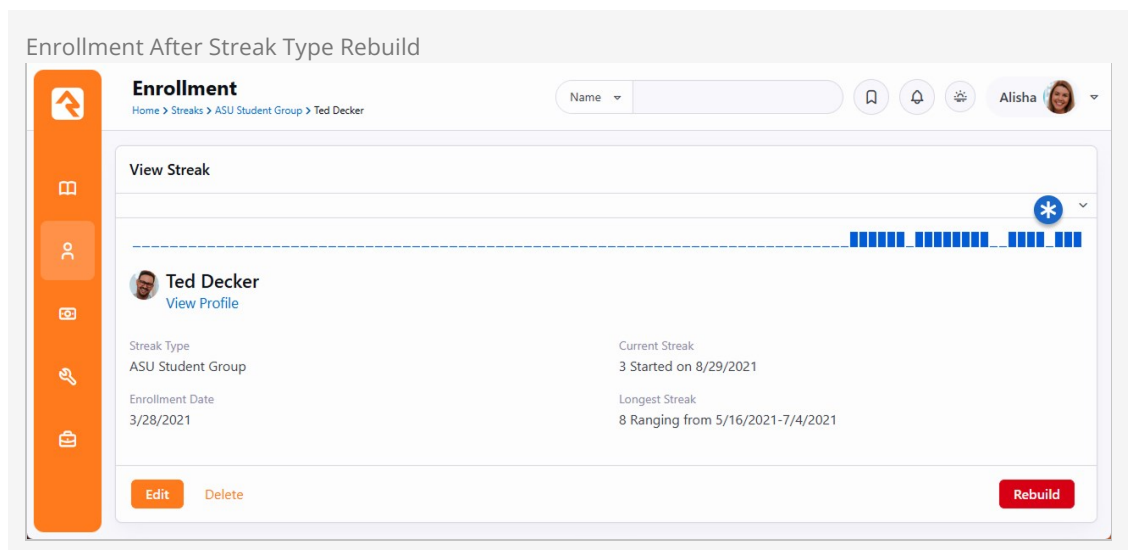 Enrollment After Streak Type Rebuild
Enrollment
Name
Alisha
Home > Streaks > ASU Student Group > Ted Decker
View Streak
Ted Decker
View Profile
Streak Type
Current Streak
ASU Student Group
3 Started on 8/29/2021
Enrollment Date
Longest Streak
3/28/2021
8 Ranging from 5/16/2021-7/4/2021
Edit
Delete
Rebuild